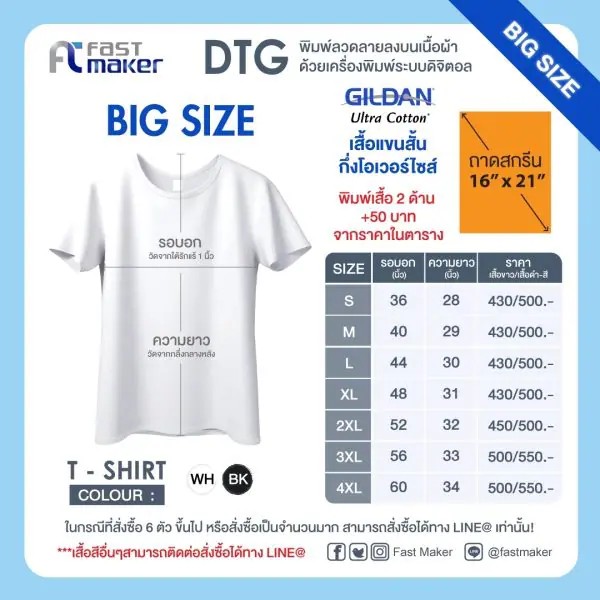 FAST
maker
DTG
พิมพ์ลวดลายลงบนเนื้อผ้า
ด้วยเครื่องพิมพ์ระบบดิจิตอล
BIG SIZE
BIG SIZE
GILDAN®
Ultra Cotton®
เสื้อแขนสั้น
กึ่งโอเวอร์ไซส์
พิมพ์เสื้อ 2 ด้าน
+50 บาท
จากราคาในตาราง
ถาดสกรีน
16” x 21”
รอบอก
วัดจากใต้รักแร้ 1 นิ้ว
ความยาว
วัดจากกลึ่งกลางหลัง
SIZE รอบอก (นิ้ว) ความยาว (นิ้ว) ราคา เสื้อขาว/เสื้อดำ-สี
S 36 28 430/500.-
M 40 29 430/500.-
L 44 30 430/500.-
XL 48 31 430/500.-
2XL 52 32 450/500.-
3XL 56 33 500/550.-
4XL 60 34 500/550.-
T - SHIRT
COLOUR :
WH BK
ในกรณีที่สั่งซื้อ 6 ตัว ขึ้นไป หรือสั่งซื้อเป็นจำนวนมาก สามารถสั่งซื้อได้ทาง LINE@ เท่านั้น!
***เสื้อสีอื่นๆสามารถติดต่อสั่งซื้อได้ทาง LINE@
Fast Maker
@fastmaker